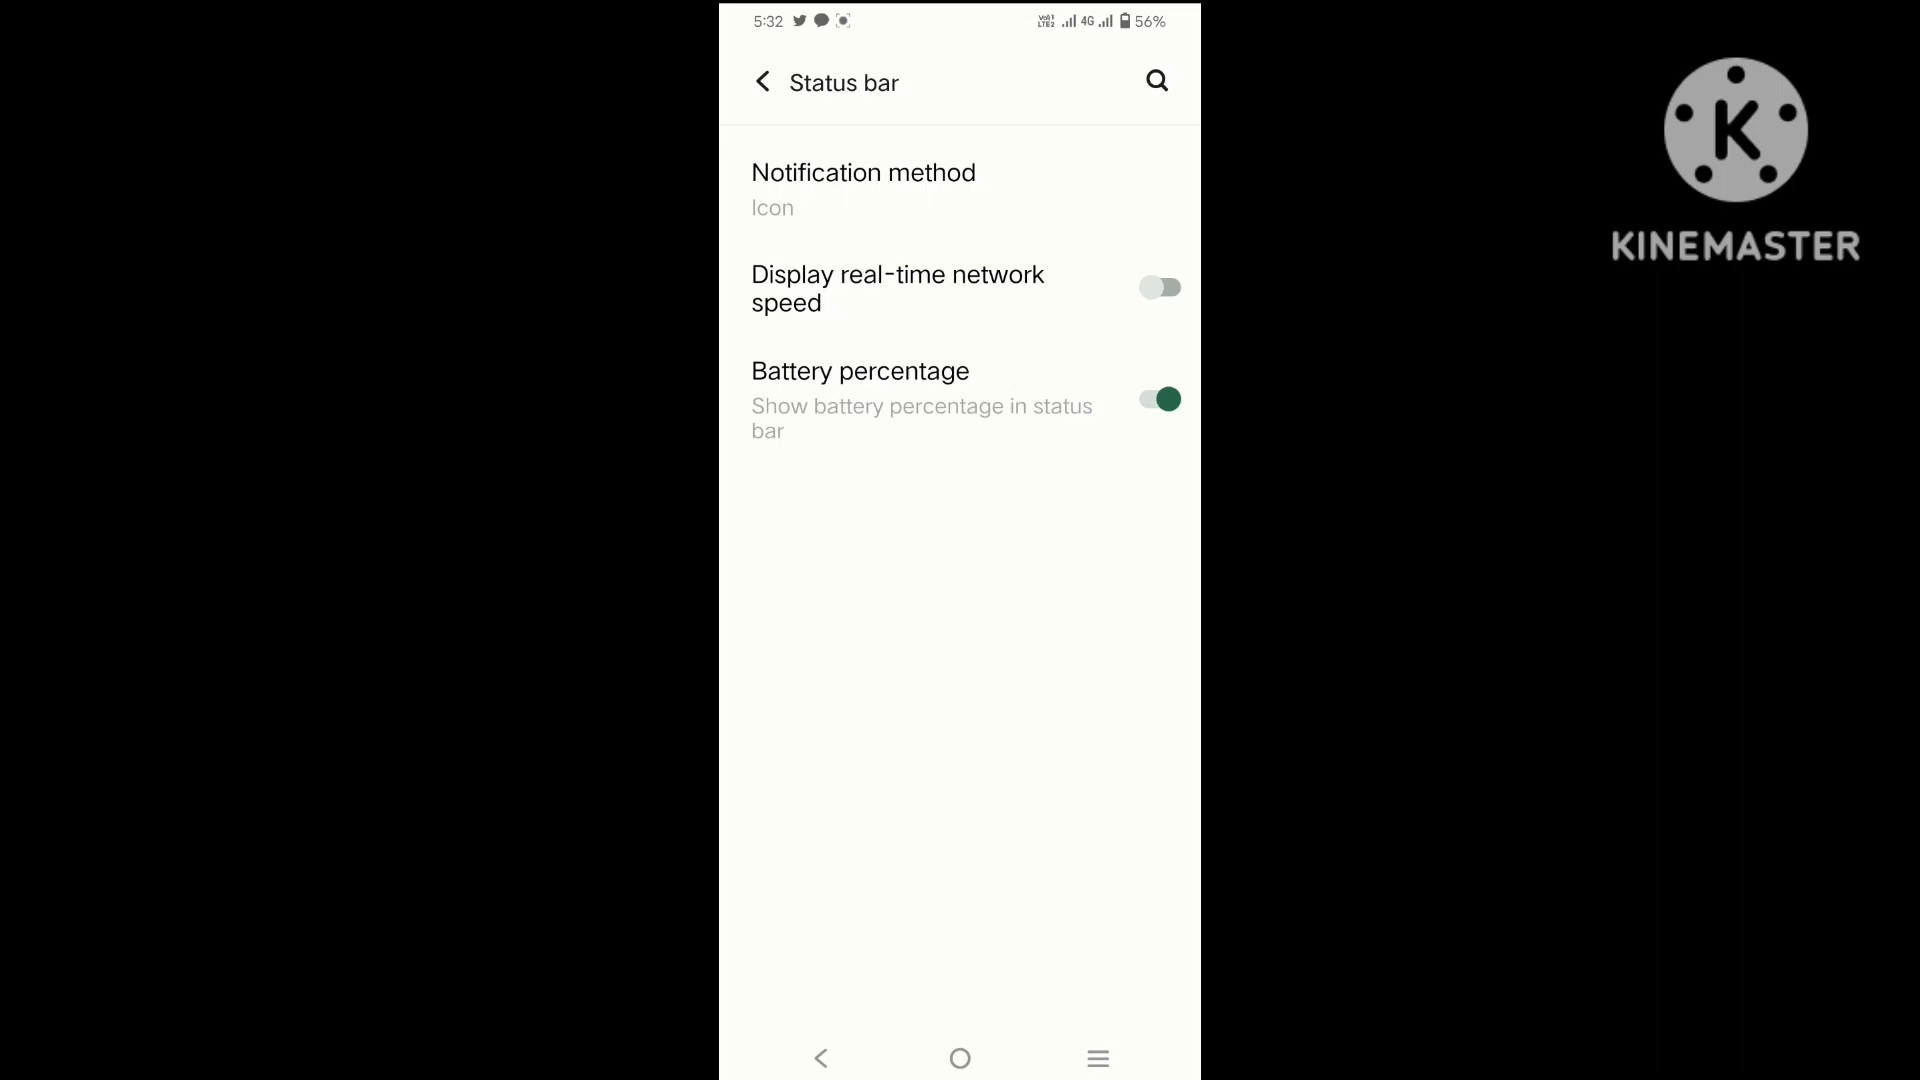 5:32 4G 56%
Status bar
Notification method
Icon
Display real-time network
speed
Battery percentage
Show battery percentage in status
bar
K
KINEMASTER